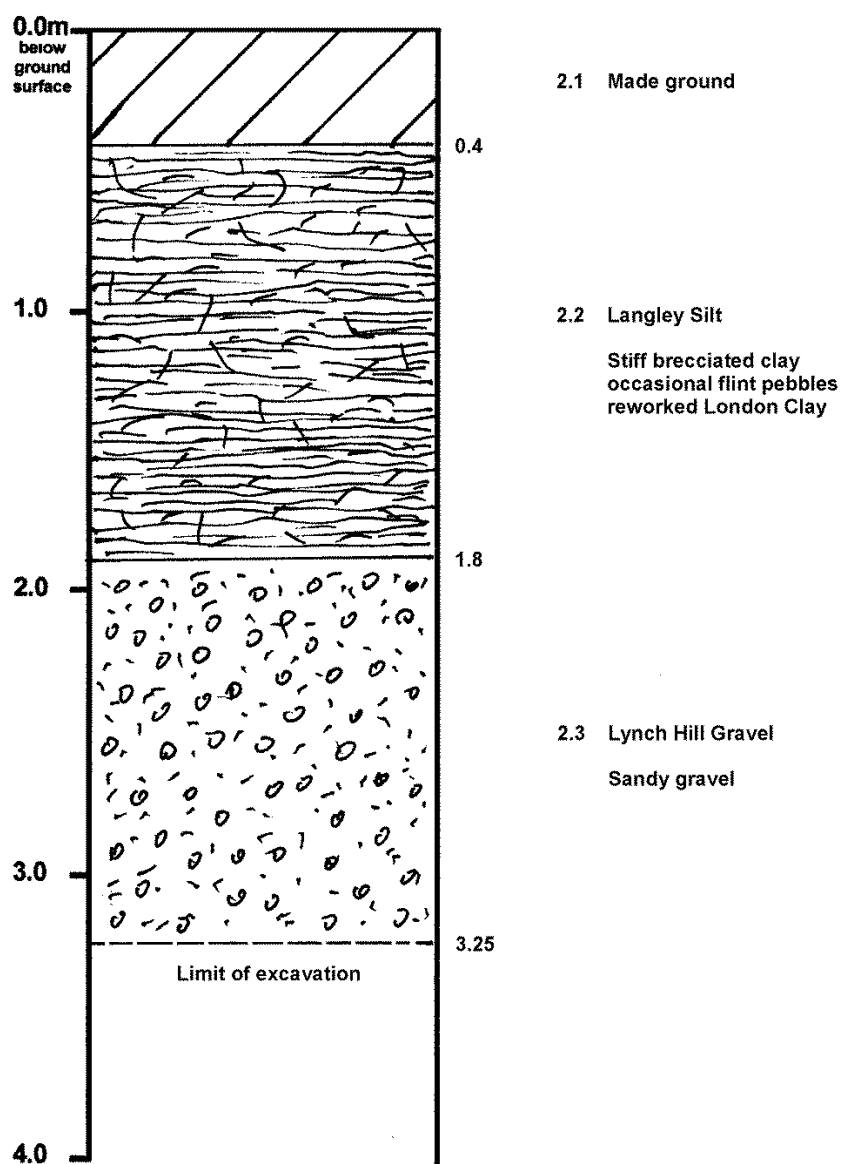 0.0m
below
ground
surface
2.1 Made ground
0.4
1.0
2.2 Langley Silt
Stiff brecciated clay
occasional flint pebbles
reworked London Clay
1.8
2.0
2.3 Lynch Hill Gravel
Sandy gravel
3.0
3.25
Limit of excavation
4.0